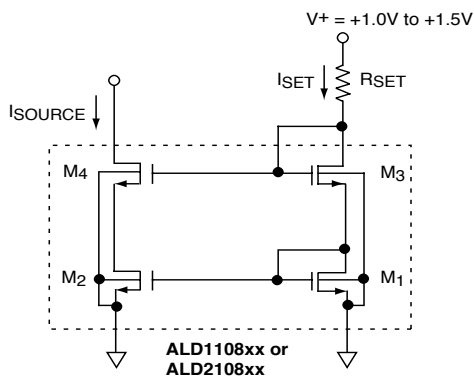 V+ = +1.0V to +1.5V
ISET
RSET
ISOURCE
M4
M3
M2
M1
ALD1108xx or
ALD2108xx